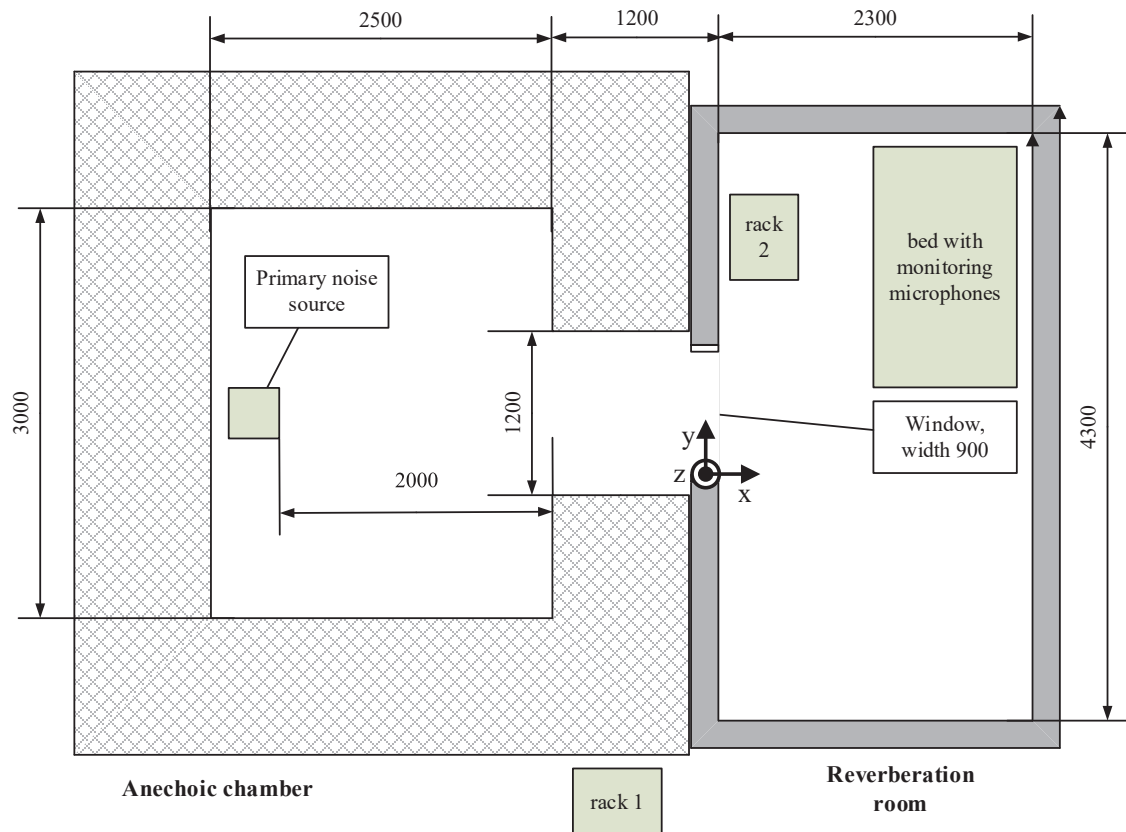 2500
1200
2300
rack
2
bed with
monitoring
microphones
Primary noise
source
3000
1200
4300
Window,
width 900
y
z
x
2000
Anechoic chamber
rack 1
Reverberation
room